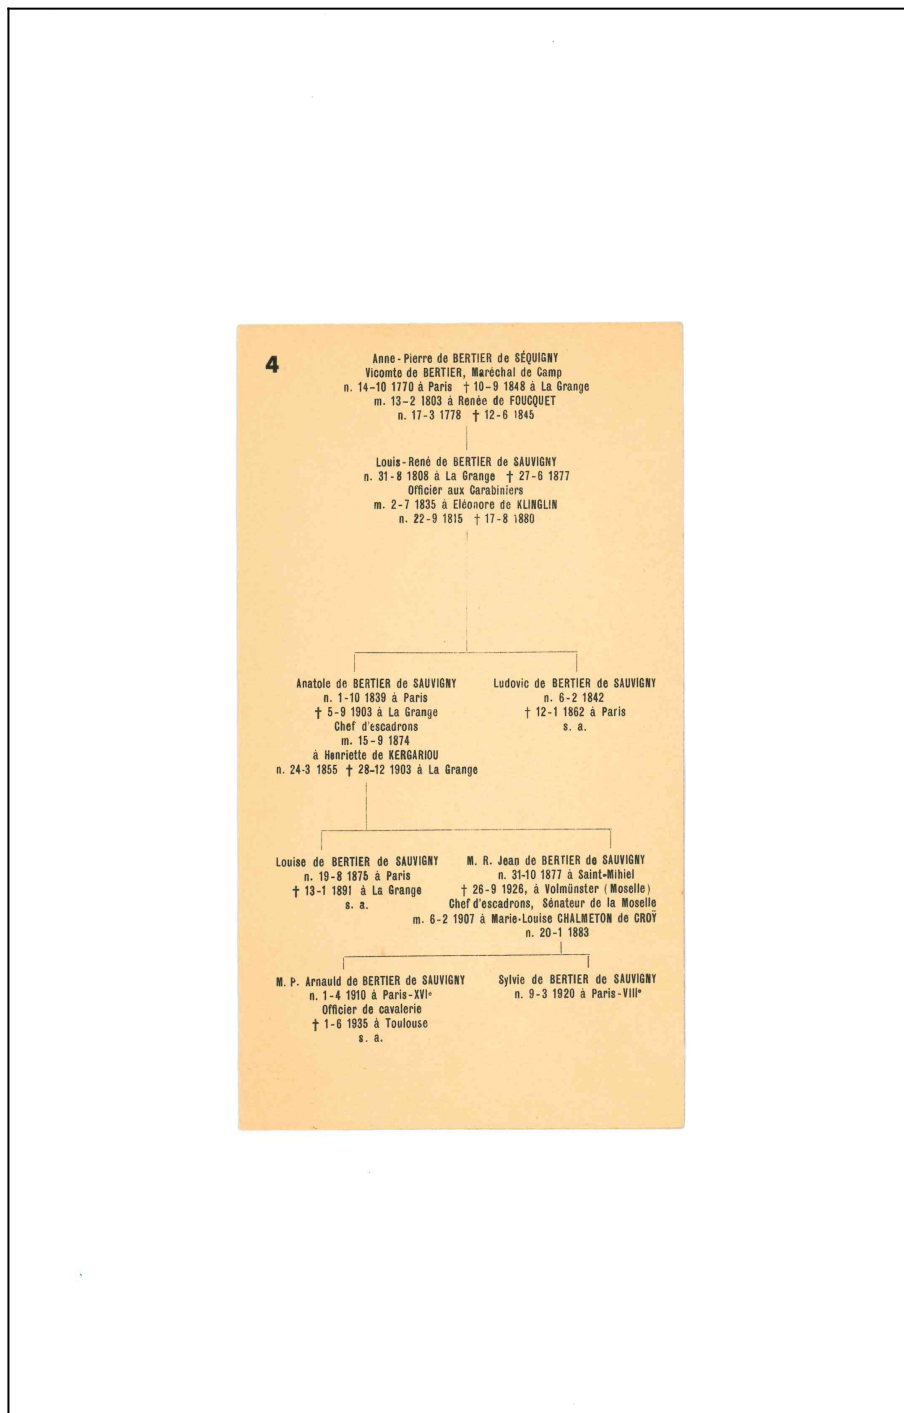 4
Anne-Pierre de BERTIER de SÉQUIGNY
Vicomte de BERTIER, Maréchal de Camp
n. 14-10 1770 à Paris † 10-9 1848 à La Grange
m. 13-2 1803 à Renée de FOUCQUET
n. 17-3 1778 † 12-6 1845
Louis-René de BERTIER de SAUVIGNY
n. 31-8 1808 à La Grange † 27-6 1877
Officier aux Carabiniers
m. 2-7 1835 à Eléonore de KLINGLIN
n. 22-9 1815 † 17-8 1880
Anatole de BERTIER de SAUVIGNY
n. 1-10 1839 à Paris
† 5-9 1903 à La Grange
Chef d'escadrons
m. 15-9 1874
à Henriette de KERGARIOU
n. 24-3 1855 † 28-12 1903 à La Grange
Ludovic de BERTIER de SAUVIGNY
n. 6-2 1842
† 12-1 1862 à Paris
s. a.
Louise de BERTIER de SAUVIGNY
n. 19-8 1875 à Paris
† 13-1 1891 à La Grange
s. a.
M. R. Jean de BERTIER de SAUVIGNY
n. 31-10 1877 à Saint-Mihiel
† 26-9 1926, à Volmünster (Moselle)
Chef d'escadrons, Sénateur de la Moselle
m. 6-2 1907 à Marie-Louise CHALMETON de CROŸ
n. 20-1 1883
M. P. Arnauld de BERTIER de SAUVIGNY
n. 1-4 1910 à Paris-XVIe
Officier de cavalerie
† 1-6 1935 à Toulouse
s. a.
Sylvie de BERTIER de SAUVIGNY
n. 9-3 1920 à Paris-VIIIe